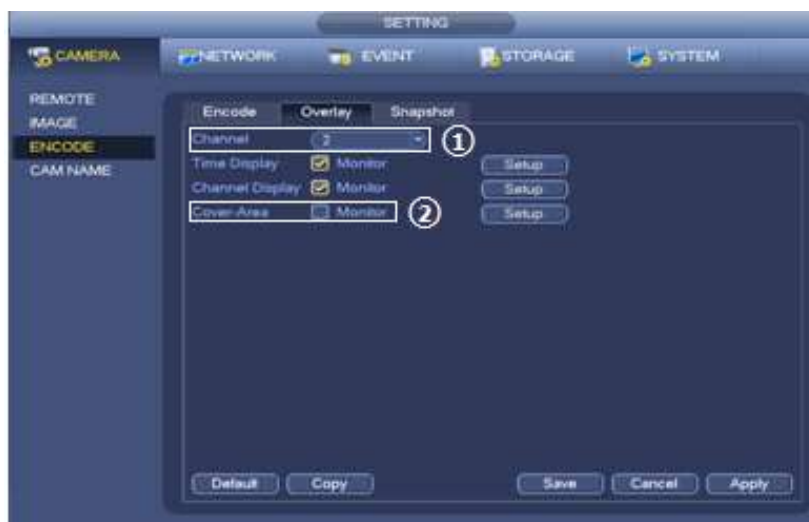 SETTING
CAMERA NETWORK EVENT STORAGE SYSTEM
REMOTE
IMAGE
ENCODE
CAM NAME
Encode Overlay Snapshot
Channel 2 ①
Time Display Monitor Setup
Channel Display Monitor Setup
Cover-Area Monitor ② Setup
Default Copy Save Cancel Apply